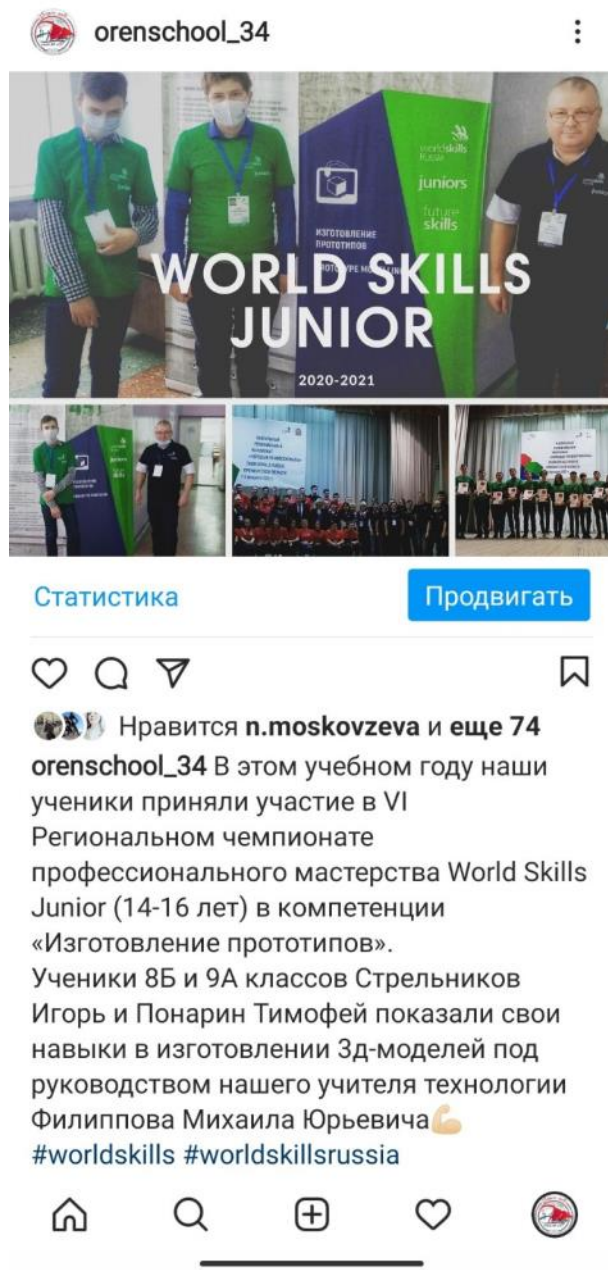 orenschool_34
worldskills
Russia
juniors
future
skills
ИЗГОТОВЛЕНИЕ
ПРОТОТИПОВ
WORLD SKILLS
JUNIOR
2020-2021
Статистика
Продвигать
Нравится n.moskovzeva и еще 74
orenschool_34 В этом учебном году наши
ученики приняли участие в VI
Региональном чемпионате
профессионального мастерства World Skills
Junior (14-16 лет) в компетенции
«Изготовление прототипов».
Ученики 8Б и 9А классов Стрельников
Игорь и Понарин Тимофей показали свои
навыки в изготовлении 3д-моделей под
руководством нашего учителя технологии
Филиппова Михаила Юрьевича💪🏻
#worldskills #worldskillsrussia